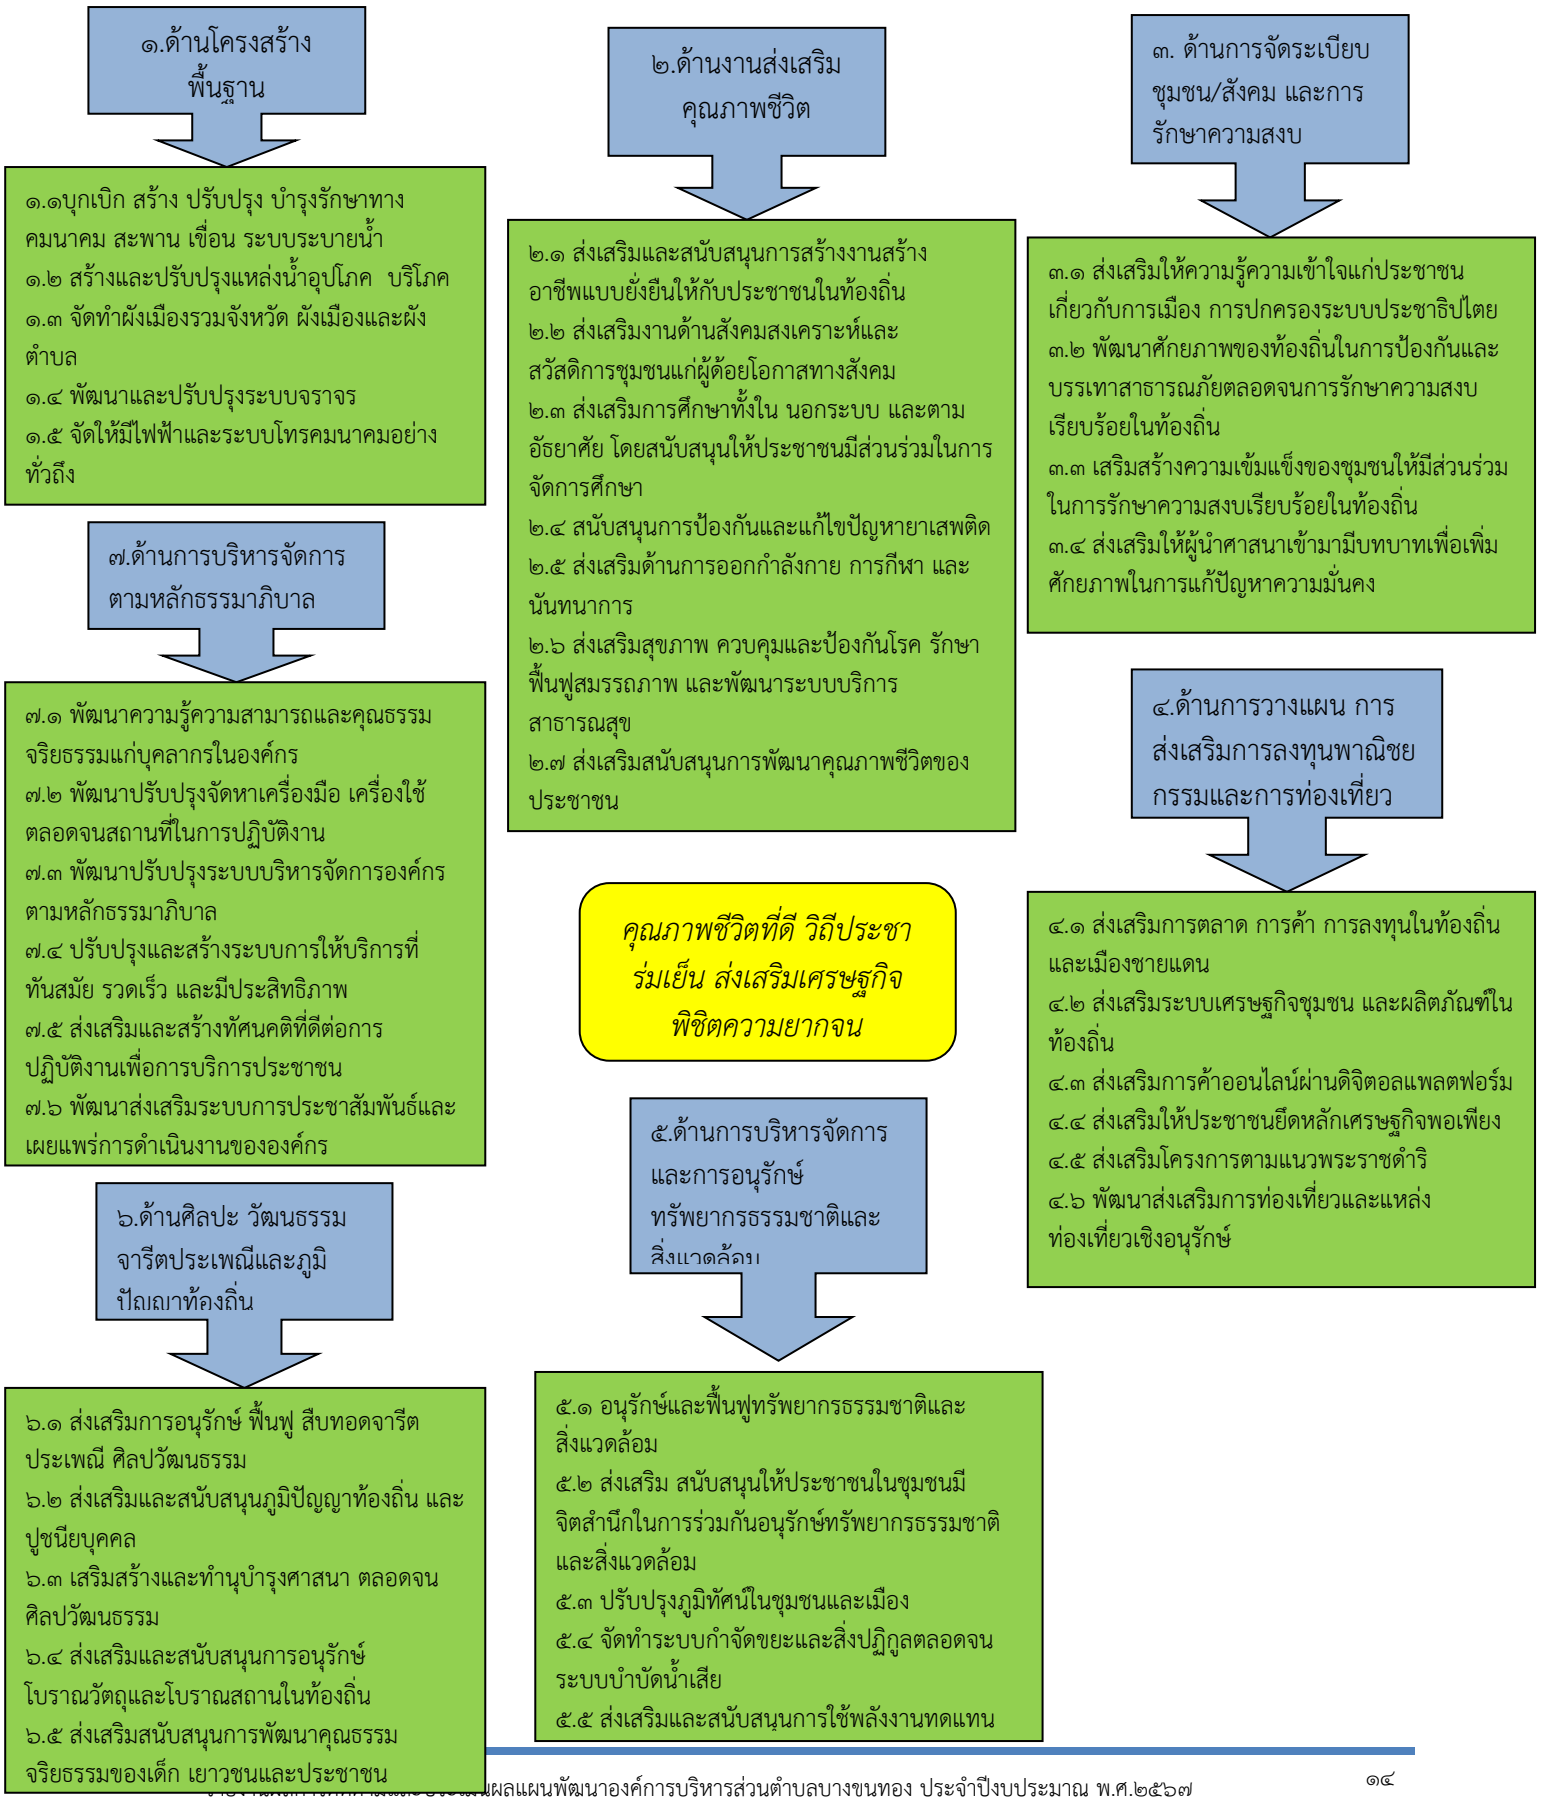 ๑.ด้านโครงสร้าง
พื้นฐาน
๑.๑บุกเบิก สร้าง ปรับปรุง บำรุงรักษาทาง
คมนาคม สะพาน เขื่อน ระบบระบายน้ำ
๑.๒ สร้างและปรับปรุงแหล่งน้ำอุปโภค บริโภค
๑.๓ จัดทำผังเมืองรวมจังหวัด ผังเมืองและผัง
ตำบล
๑.๔ พัฒนาและปรับปรุงระบบจราจร
๑.๕ จัดให้มีไฟฟ้าและระบบโทรคมนาคมอย่าง
ทั่วถึง
๒.ด้านงานส่งเสริม
คุณภาพชีวิต
๒.๑ ส่งเสริมและสนับสนุนการสร้างงานสร้าง
อาชีพแบบยั่งยืนให้กับประชาชนในท้องถิ่น
๒.๒ ส่งเสริมงานด้านสังคมสงเคราะห์และ
สวัสดิการชุมชนแก่ผู้ด้อยโอกาสทางสังคม
๒.๓ ส่งเสริมการศึกษาทั้งใน นอกระบบ และตาม
อัธยาศัย โดยสนับสนุนให้ประชาชนมีส่วนร่วมในการ
จัดการศึกษา
๒.๔ สนับสนุนการป้องกันและแก้ไขปัญหายาเสพติด
๒.๕ ส่งเสริมด้านการออกกำลังกาย การกีฬา และ
นันทนาการ
๒.๖ ส่งเสริมสุขภาพ ควบคุมและป้องกันโรค รักษา
ฟื้นฟูสมรรถภาพ และพัฒนาระบบบริการ
สาธารณสุข
๒.๗ ส่งเสริมสนับสนุนการพัฒนาคุณภาพชีวิตของ
ประชาชน
๓. ด้านการจัดระเบียบ
ชุมชน/สังคม และการ
รักษาความสงบ
๓.๑ ส่งเสริมให้ความรู้ความเข้าใจแก่ประชาชน
เกี่ยวกับการเมือง การปกครองระบบประชาธิปไตย
๓.๒ พัฒนาศักยภาพของท้องถิ่นในการป้องกันและ
บรรเทาสาธารณภัยตลอดจนการรักษาความสงบ
เรียบร้อยในท้องถิ่น
๓.๓ เสริมสร้างความเข้มแข็งของชุมชนให้มีส่วนร่วม
ในการรักษาความสงบเรียบร้อยในท้องถิ่น
๓.๔ ส่งเสริมให้ผู้นำศาสนาเข้ามามีบทบาทเพื่อเพิ่ม
ศักยภาพในการแก้ปัญหาความมั่นคง
๗.ด้านการบริหารจัดการ
ตามหลักธรรมาภิบาล
๗.๑ พัฒนาความรู้ความสามารถและคุณธรรม
จริยธรรมแก่บุคลากรในองค์กร
๗.๒ พัฒนาปรับปรุงจัดหาเครื่องมือ เครื่องใช้
ตลอดจนสถานที่ในการปฏิบัติงาน
๗.๓ พัฒนาปรับปรุงระบบบริหารจัดการองค์กร
ตามหลักธรรมาภิบาล
๗.๔ ปรับปรุงและสร้างระบบการให้บริการที่
ทันสมัย รวดเร็ว และมีประสิทธิภาพ
๗.๕ ส่งเสริมและสร้างทัศนคติที่ดีต่อการ
ปฏิบัติงานเพื่อการบริการประชาชน
๗.๖ พัฒนาส่งเสริมระบบการประชาสัมพันธ์และ
เผยแพร่การดำเนินงานขององค์กร
คุณภาพชีวิตที่ดี วิถีประชา
ร่มเย็น ส่งเสริมเศรษฐกิจ
พิชิตความยากจน
๔.ด้านการวางแผน การ
ส่งเสริมการลงทุนพาณิชย
กรรมและการท่องเที่ยว
๔.๑ ส่งเสริมการตลาด การค้า การลงทุนในท้องถิ่น
และเมืองชายแดน
๔.๒ ส่งเสริมระบบเศรษฐกิจชุมชน และผลิตภัณฑ์ใน
ท้องถิ่น
๔.๓ ส่งเสริมการค้าออนไลน์ผ่านดิจิตอลแพลตฟอร์ม
๔.๔ ส่งเสริมให้ประชาชนยึดหลักเศรษฐกิจพอเพียง
๔.๕ ส่งเสริมโครงการตามแนวพระราชดำริ
๔.๖ พัฒนาส่งเสริมการท่องเที่ยวและแหล่ง
ท่องเที่ยวเชิงอนุรักษ์
๖.ด้านศิลปะ วัฒนธรรม
จารีตประเพณีและภูมิ
ปัญญาท้องถิ่น
๖.๑ ส่งเสริมการอนุรักษ์ ฟื้นฟู สืบทอดจารีต
ประเพณี ศิลปวัฒนธรรม
๖.๒ ส่งเสริมและสนับสนุนภูมิปัญญาท้องถิ่น และ
ปูชนียบุคคล
๖.๓ เสริมสร้างและทำนุบำรุงศาสนา ตลอดจน
ศิลปวัฒนธรรม
๖.๔ ส่งเสริมและสนับสนุนการอนุรักษ์
โบราณวัตถุและโบราณสถานในท้องถิ่น
๖.๕ ส่งเสริมสนับสนุนการพัฒนาคุณธรรม
จริยธรรมของเด็ก เยาวชนและประชาชน
๕.ด้านการบริหารจัดการ
และการอนุรักษ์
ทรัพยากรธรรมชาติและ
สิ่งแวดล้อม
๕.๑ อนุรักษ์และฟื้นฟูทรัพยากรธรรมชาติและ
สิ่งแวดล้อม
๕.๒ ส่งเสริม สนับสนุนให้ประชาชนในชุมชนมี
จิตสำนึกในการร่วมกันอนุรักษ์ทรัพยากรธรรมชาติ
และสิ่งแวดล้อม
๕.๓ ปรับปรุงภูมิทัศน์ในชุมชนและเมือง
๕.๔ จัดทำระบบกำจัดขยะและสิ่งปฏิกูลตลอดจน
ระบบบำบัดน้ำเสีย
๕.๕ ส่งเสริมและสนับสนุนการใช้พลังงานทดแทน
ผลแผนพัฒนาองค์การบริหารส่วนตำบลบางขนทอง ประจำปีงบประมาณ พ.ศ.๒๕๖๗
๑๔